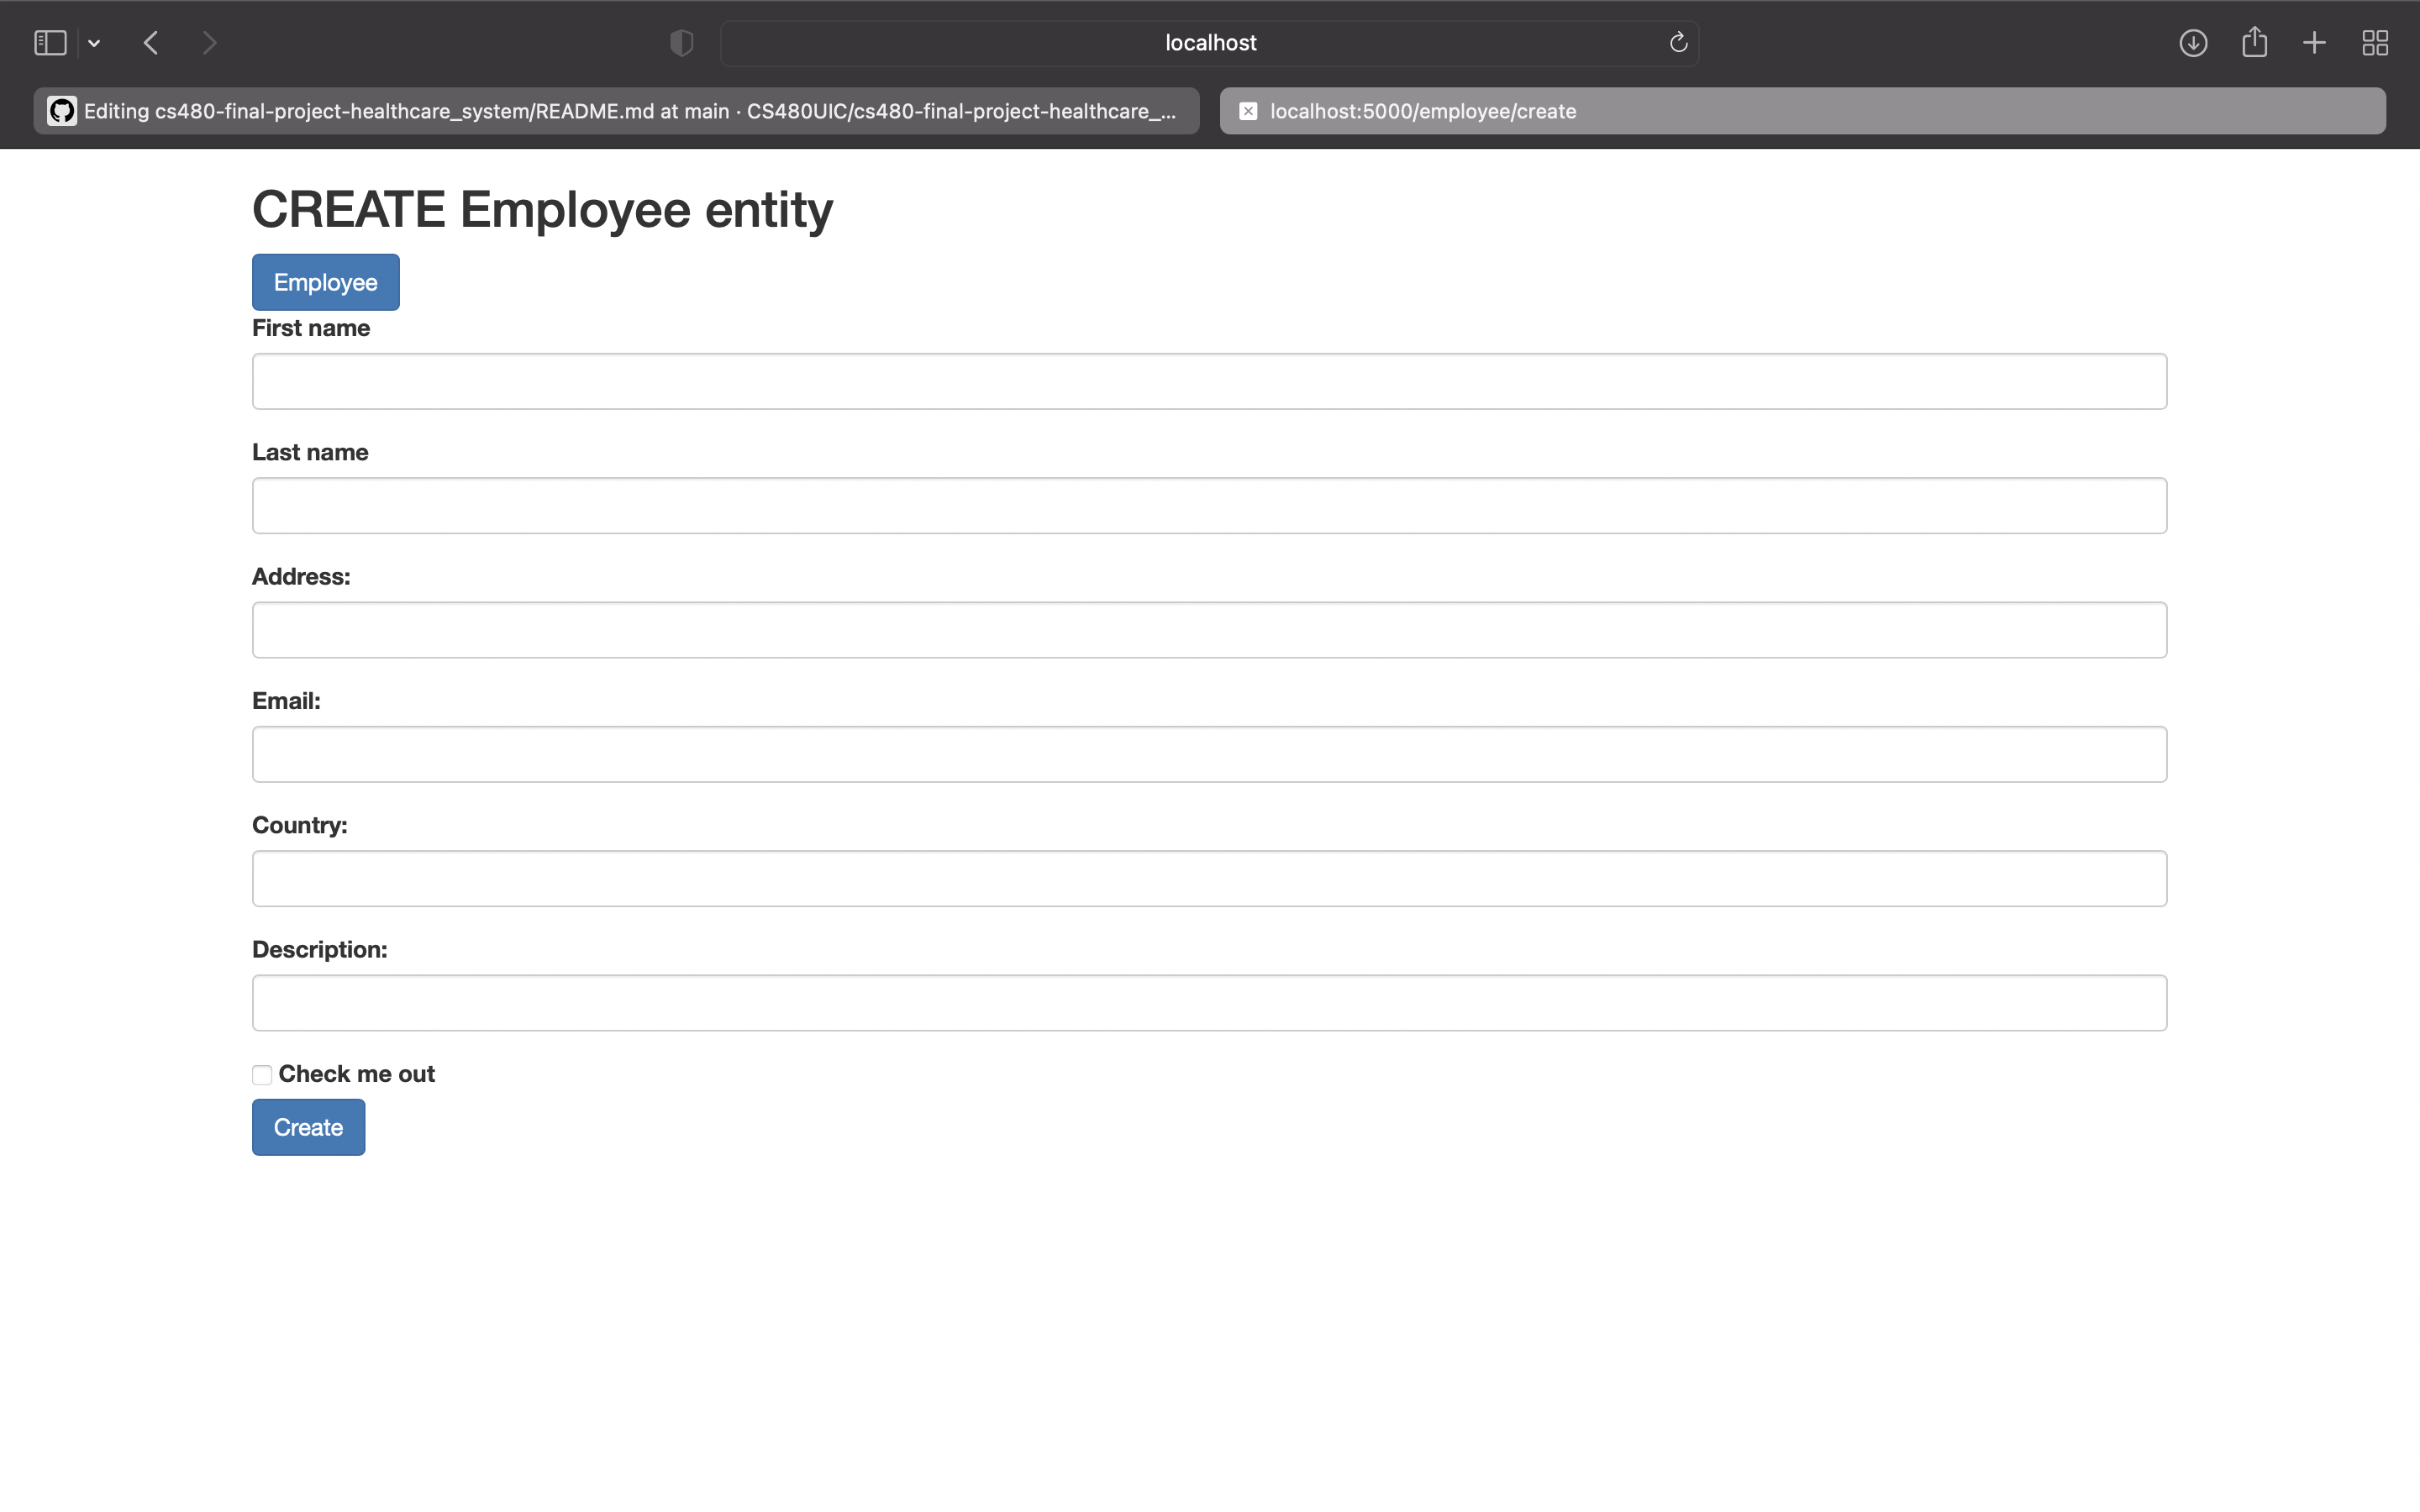 localhost
Editing cs480-final-project-healthcare_system/README.md at main · CS480UIC/cs480-final-project-healthcare_...
localhost:5000/employee/create
CREATE Employee entity
Employee
First name
Last name
Address:
Email:
Country:
Description:
Check me out
Create